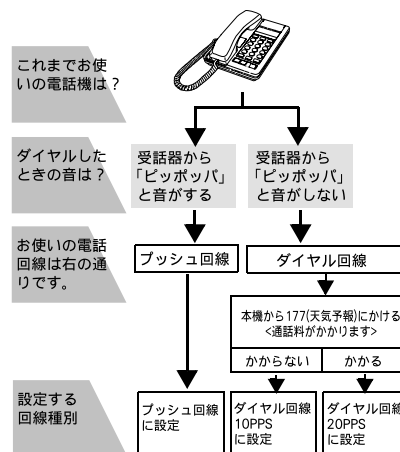 これまでお使
いの電話機は？
ダイヤルした
ときの音は？
受話器から
「ピッポッパ」
と音がする
受話器から
「ピッポッパ」
と音がしない
お使いの電話
回線は右の通
りです。
プッシュ回線
ダイヤル回線
本機から177(天気予報)にかける
<通話料がかかります>
かからない
かかる
設定する
回線種別
プッシュ回線
に設定
ダイヤル回線
10PPS
に設定
ダイヤル回線
20PPS
に設定